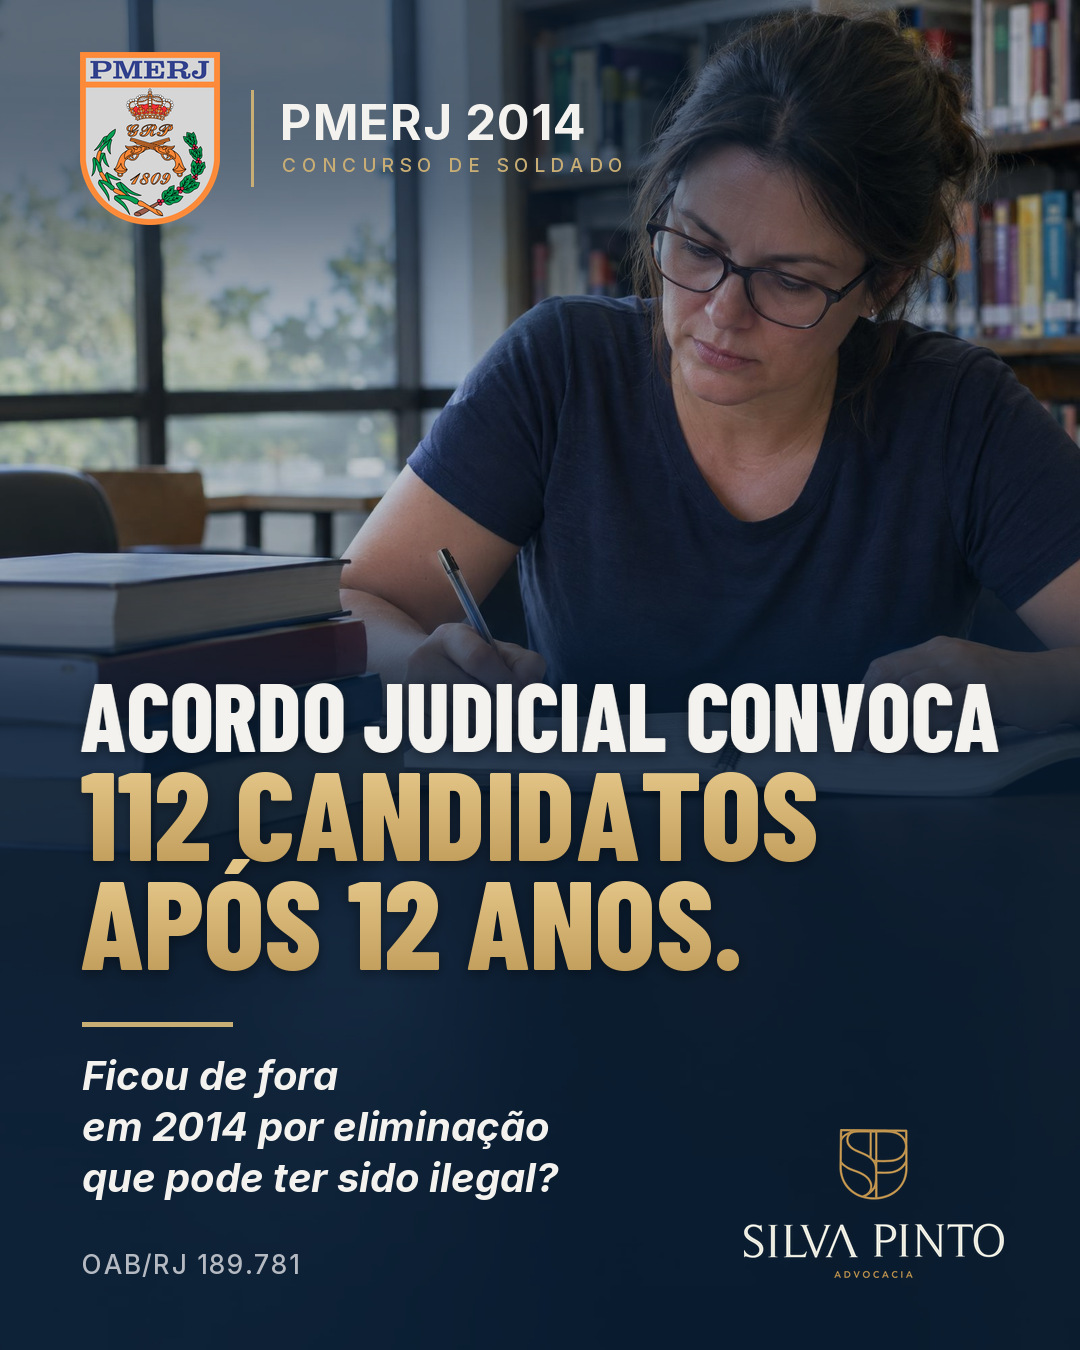 PMERJ
GRP
1809
PMERJ 2014
CONCURSO DE SOLDADO
ACORDO JUDICIAL CONVOCA
112 CANDIDATOS
APÓS 12 ANOS.
Ficou de fora
em 2014 por eliminação
que pode ter sido ilegal?
OAB/RJ 189.781
SP
SILVA PINTO
ADVOCACIA